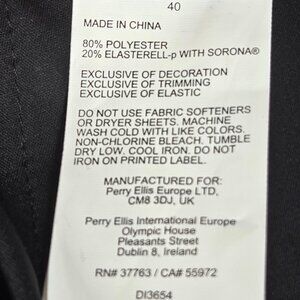 40
MADE IN CHINA
80% POLYESTER
20% ELASTERELL-p WITH SORONA®
EXCLUSIVE OF DECORATION
EXCLUSIVE OF TRIMMING
EXCLUSIVE OF ELASTIC
DO NOT USE FABRIC SOFTENERS
OR DRYER SHEETS. MACHINE
WASH COLD WITH LIKE COLORS.
NON-CHLORINE BLEACH. TUMBLE
DRY LOW. COOL IRON. DO NOT
IRON ON PRINTED LABEL.
MANUFACTURED FOR:
Perry Ellis Europe LTD,
CM8 3DJ, UK
Perry Ellis International Europe
Olympic House
Pleasants Street
Dublin 8, Ireland
RN# 37763 / CA# 55972
DI3654